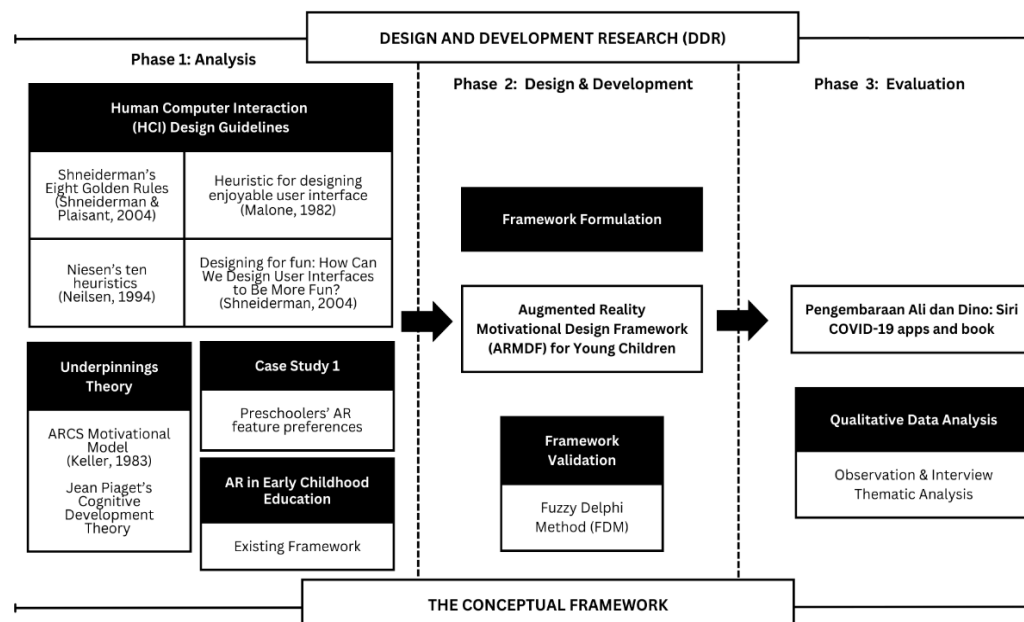 DESIGN AND DEVELOPMENT RESEARCH (DDR)
Phase 1: Analysis
Human Computer Interaction
(HCI) Design Guidelines
Shneiderman's
Eight Golden Rules
(Shneiderman &
Plaisant, 2004)
Heuristic for designing
enjoyable user interface
(Malone, 1982)
Niesen's ten
heuristics
(Neilsen, 1994)
Designing for fun: How Can
We Design User Interfaces
to Be More Fun?
(Shneiderman, 2004)
Underpinnings
Theory
ARCS Motivational
Model
(Keller, 1983)
Jean Piaget's
Cognitive
Development
Theory
Case Study 1
Preschoolers' AR
feature preferences
AR in Early Childhood
Education
Existing Framework
Phase 2: Design & Development
Framework Formulation
Augmented Reality
Motivational Design Framework
(ARMDF) for Young Children
Framework
Validation
Fuzzy Delphi
Method (FDM)
Phase 3: Evaluation
Pengembaraan Ali dan Dino: Siri
COVID-19 apps and book
Qualitative Data Analysis
Observation & Interview
Thematic Analysis
THE CONCEPTUAL FRAMEWORK